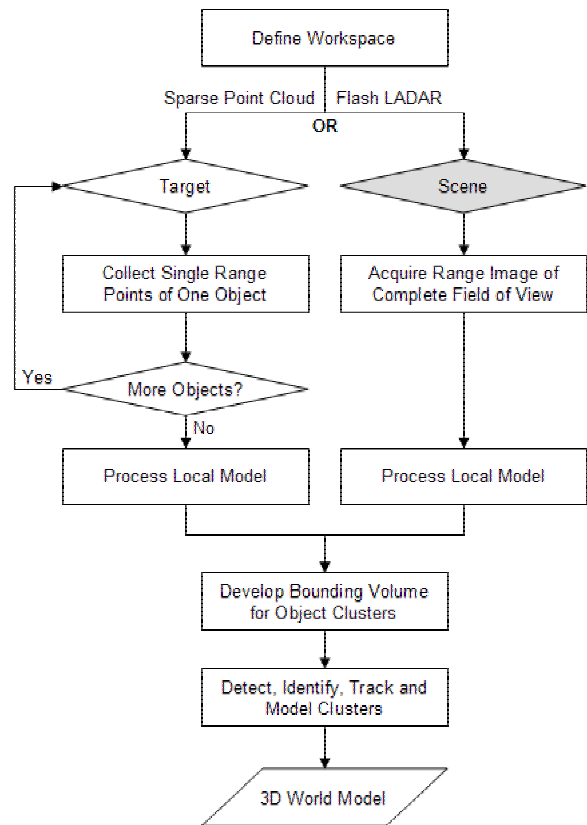 Define Workspace
Sparse Point Cloud
Flash LADAR
OR
Target
Scene
Collect Single Range
Points of One Object
Acquire Range Image of
Complete Field of View
Yes
More Objects?
No
Process Local Model
Process Local Model
Develop Bounding Volume
for Object Clusters
Detect, Identify, Track and
Model Clusters
3D World Model